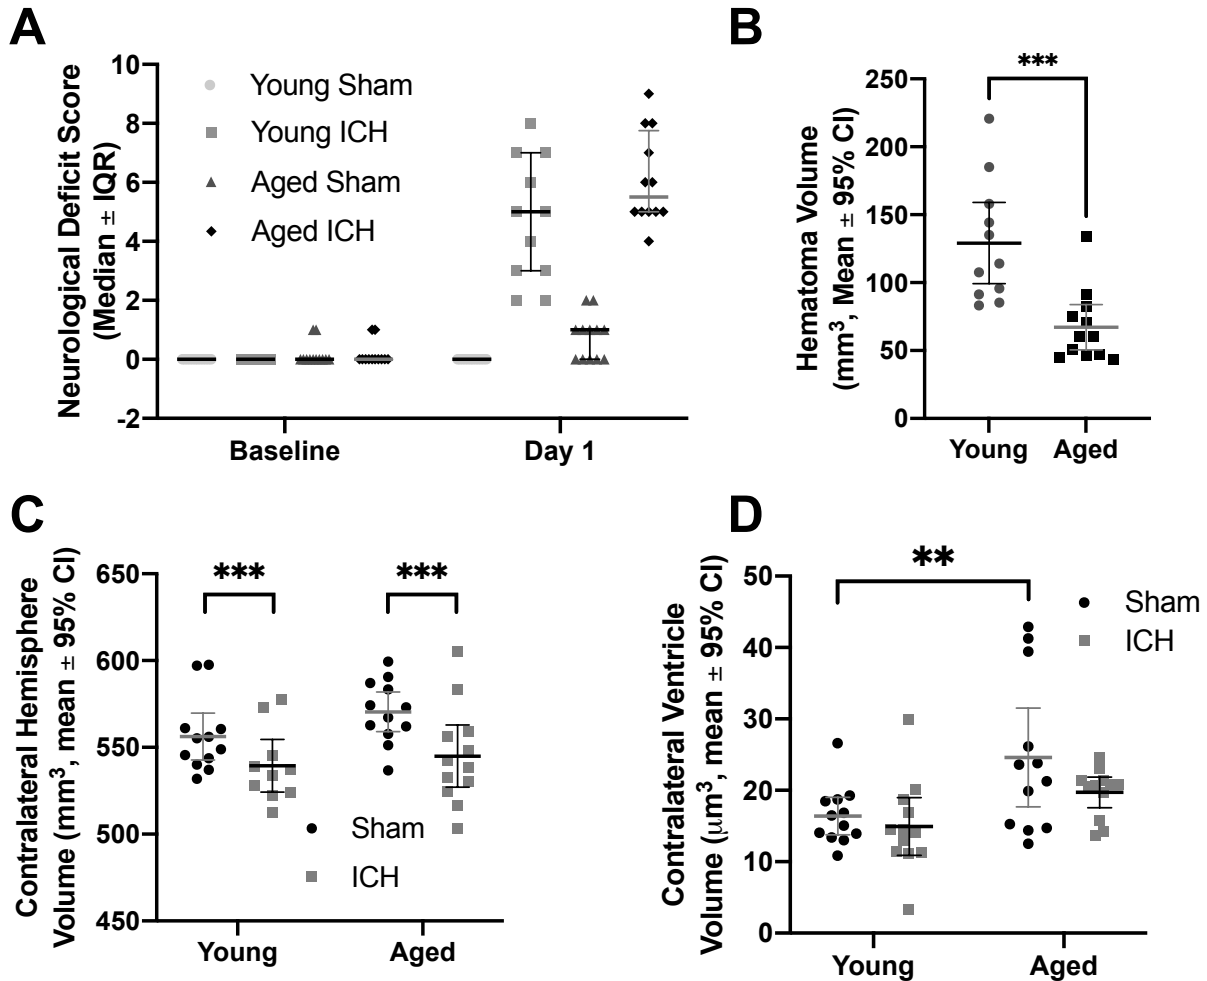 A
Neurological Deficit Score
(Median ± IQR)
10
8
6
4
2
0
-2
Young Sham
Young ICH
Aged Sham
Aged ICH
Baseline
Day 1
B
Hematoma Volume
(mm³, Mean ± 95% CI)
250
200
150
100
50
0
***
Young
Aged
C
Contralateral Hemisphere
Volume (mm³, mean ± 95% CI)
650
600
550
500
450
***
***
Sham
ICH
Young
Aged
D
Contralateral Ventricle
Volume (μm³, mean ± 95% CI)
50
40
30
20
10
0
**
Sham
ICH
Young
Aged